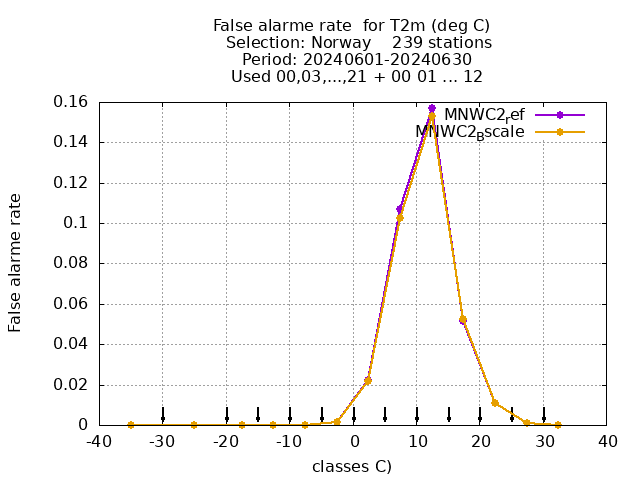 False alarme rate  for T2m (deg C)
Selection: Norway    239 stations
Period: 20240601-20240630
Used 00,03,...,21 + 00 01 ... 12
MNWC2_ref
MNWC2_Bscale
False alarme rate
0.16
0.14
0.12
0.1
0.08
0.06
0.04
0.02
0
-40 -30 -20 -10 0 10 20 30 40
classes C)